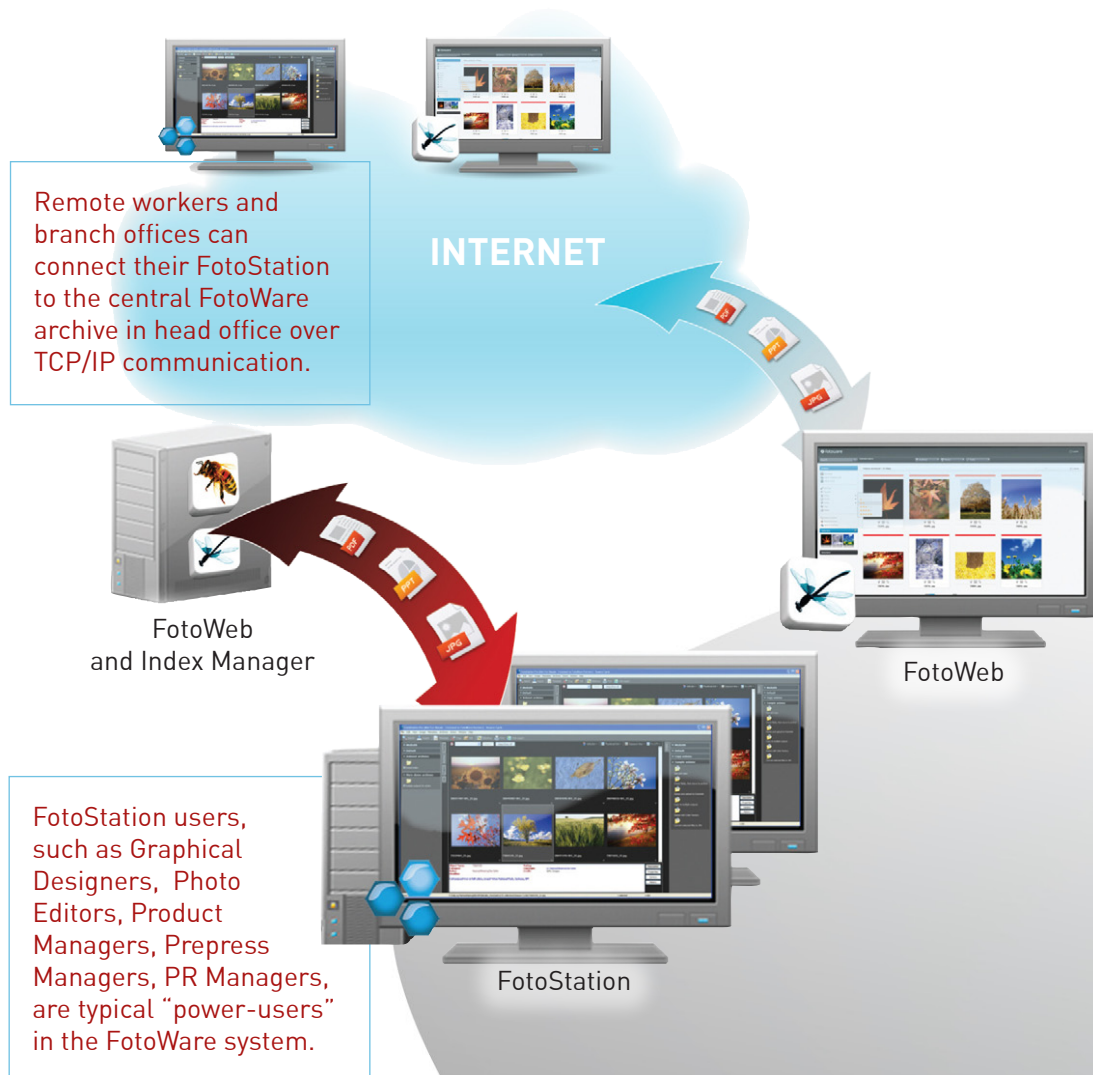 Remote workers and
branch offices can
connect their FotoStation
to the central FotoWare
archive in head office over
TCP/IP communication.
INTERNET
PDF
PPT
JPG
PDF
PPT
JPG
FotoWeb
and Index Manager
FotoWeb
FotoStation users,
such as Graphical
Designers, Photo
Editors, Product
Managers, Prepress
Managers, PR Managers,
are typical “power-users”
in the FotoWare system.
FotoStation